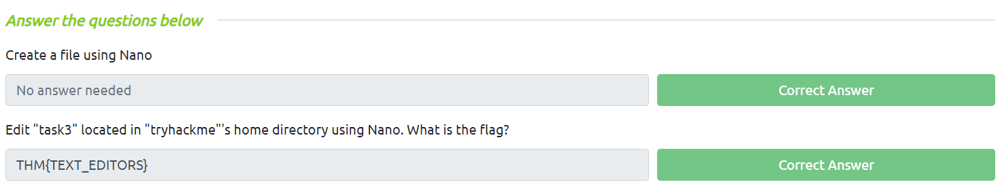 Answer the questions below
Create a file using Nano
No answer needed
Correct Answer
Edit "task3" located in "tryhackme"'s home directory using Nano. What is the flag?
THM{TEXT_EDITORS}
Correct Answer